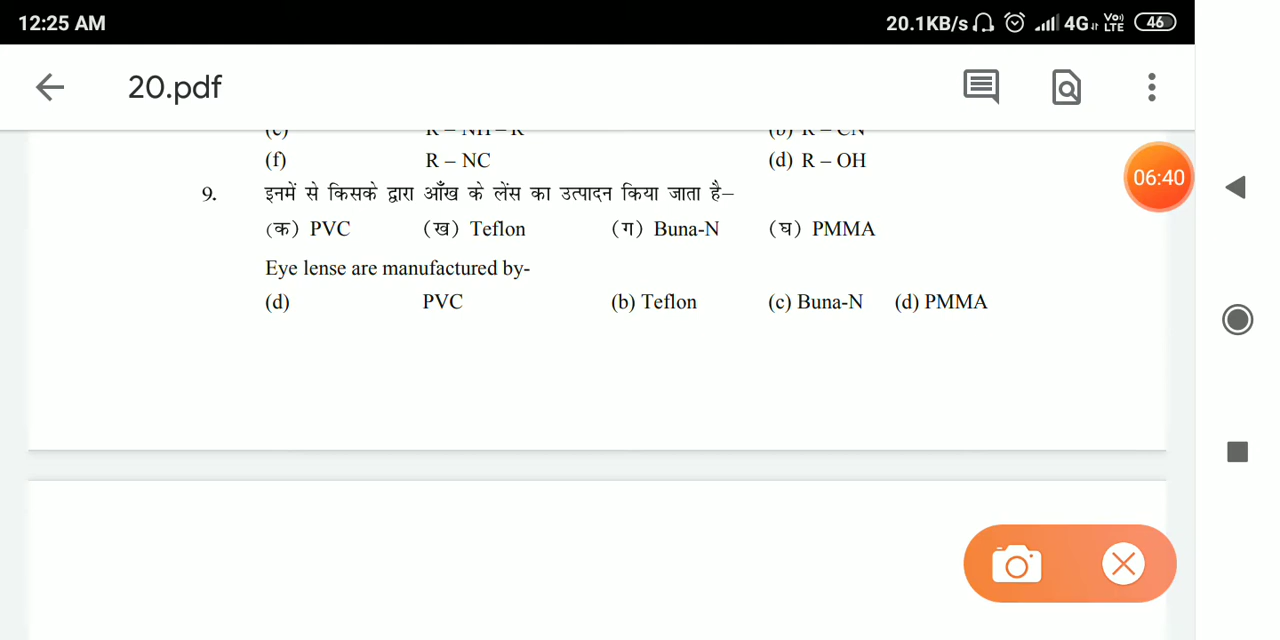 12:25 AM 20.1KB/s 4G VoLTE 46
20.pdf
(f) R – NC (d) R – OH
06:40
9. इनमें से किसके द्वारा आँख के लेंस का उत्पादन किया जाता है–
(क) PVC (ख) Teflon (ग) Buna-N (घ) PMMA
Eye lense are manufactured by-
(d) PVC (b) Teflon (c) Buna-N (d) PMMA